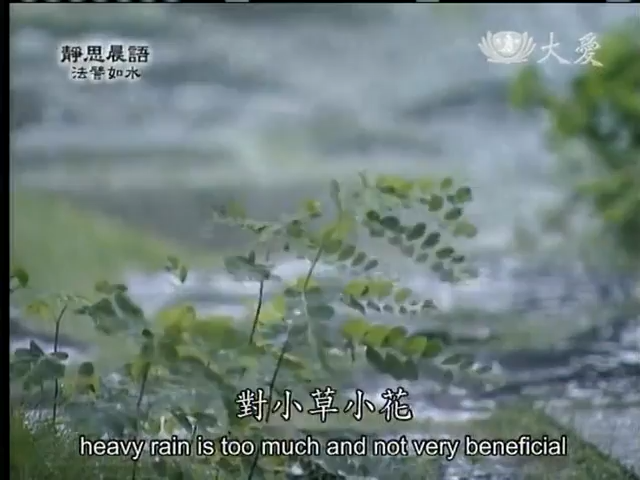 靜思晨語
法譬如水
大愛
對小草小花
heavy rain is too much and not very beneficial